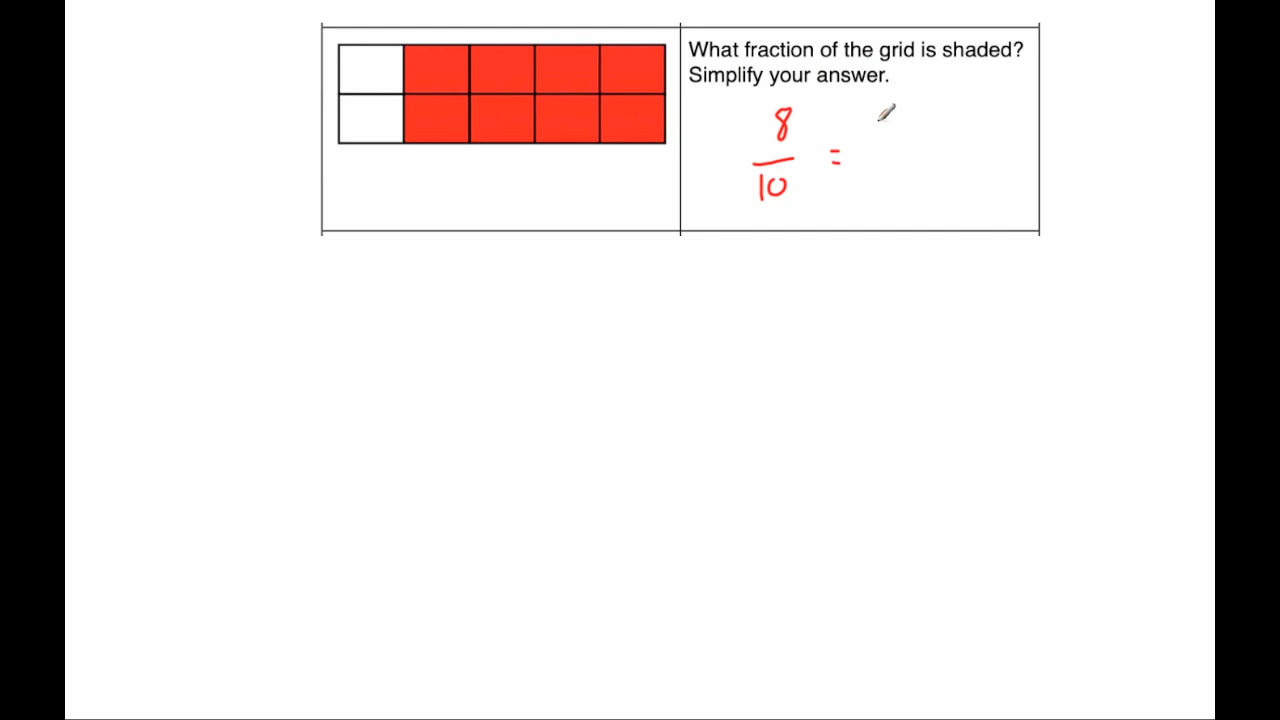 What fraction of the grid is shaded?
Simplify your answer.
8
10 =